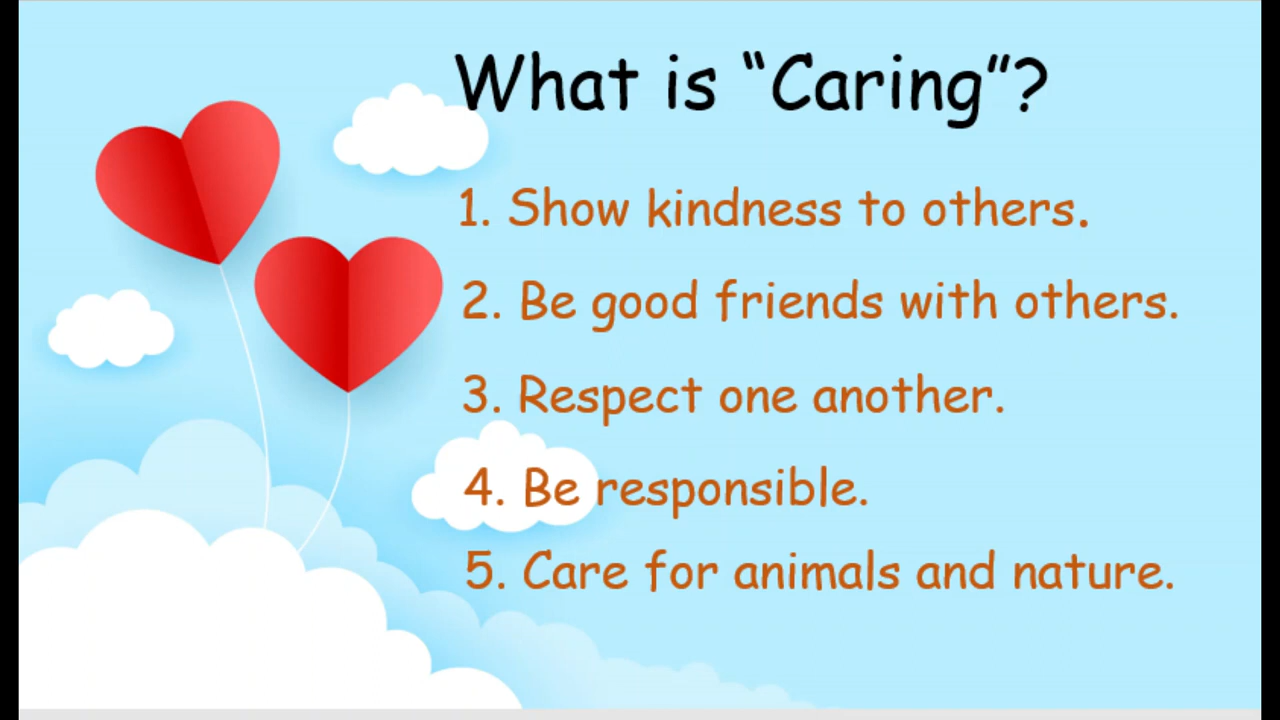 What is “Caring”?
1. Show kindness to others.
2. Be good friends with others.
3. Respect one another.
4. Be responsible.
5. Care for animals and nature.